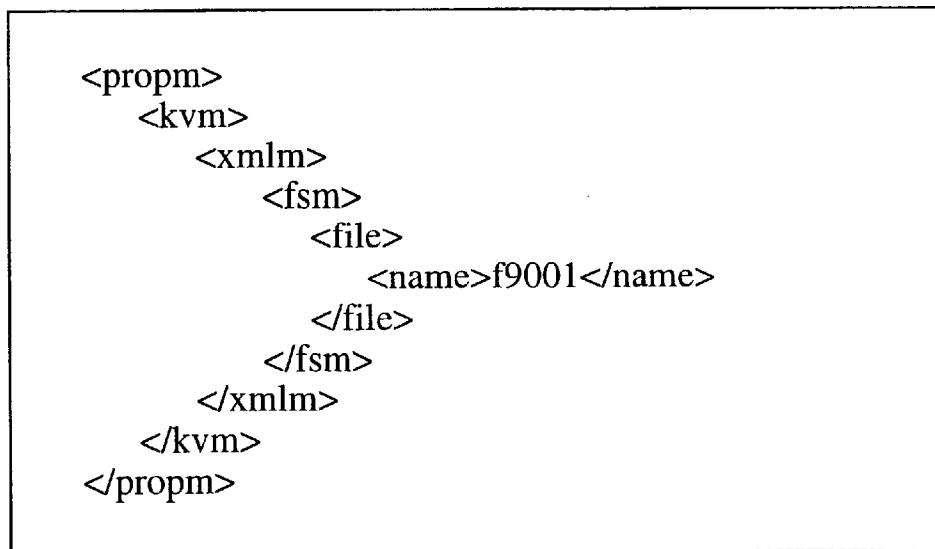 <propm>
<kvm>
<xmlm>
<fsm>
<file>
<name>f9001</name>
</file>
</fsm>
</xmlm>
</kvm>
</propm>